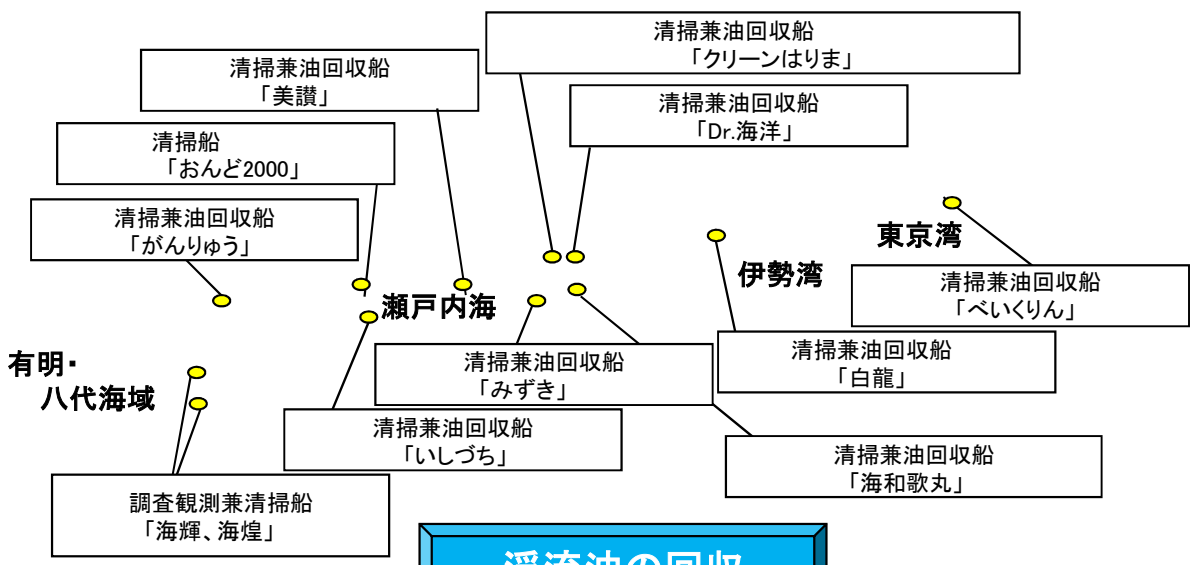 清掃兼油回収船
「クリーンはりま」
清掃兼油回収船
「美讃」
清掃兼油回収船
「Dr.海洋」
清掃船
「おんど2000」
清掃兼油回収船
「がんりゅう」
東京湾
伊勢湾
清掃兼油回収船
「べいくりん」
瀬戸内海
清掃兼油回収船
「白龍」
清掃兼油回収船
「みずき」
有明・
八代海域
清掃兼油回収船
「いしづち」
清掃兼油回収船
「海和歌丸」
調査観測兼清掃船
「海輝、海煌」
浮流油の回収